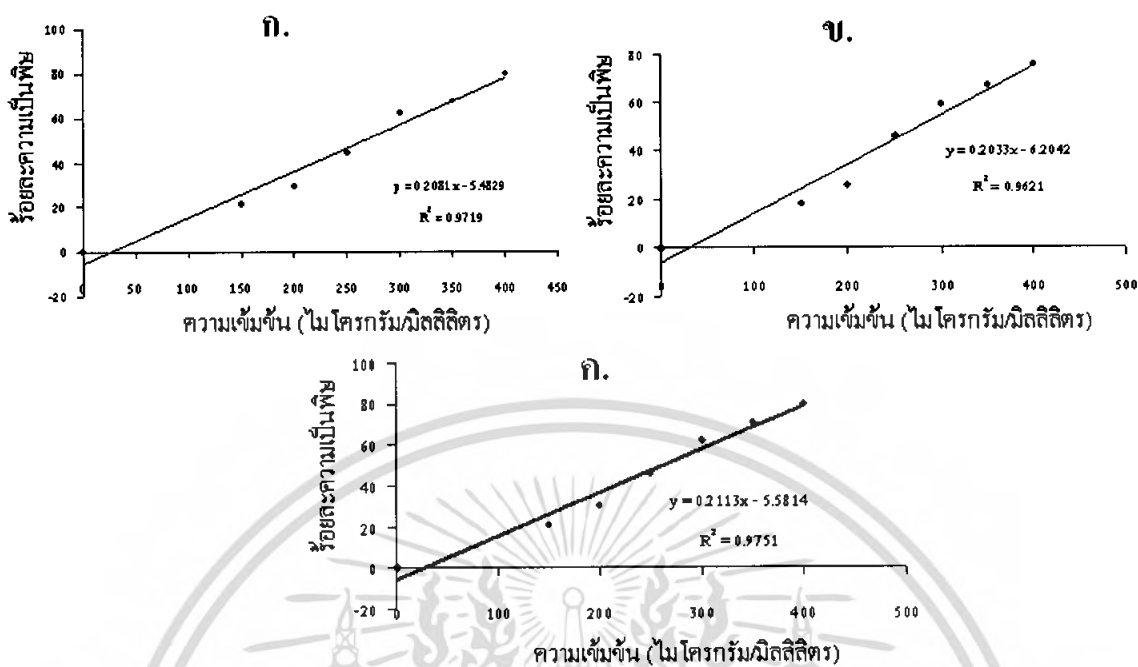 ก.
ร้อยละความเป็นพิษ
100
80
60
40
20
0
-20
0 50 100 150 200 250 300 350 400 450
y = 0.2081x - 5.4829
R² = 0.9719
ความเข้มข้น (ไมโครกรัม/มิลลิลิตร)
ข.
ร้อยละความเป็นพิษ
80
60
40
20
0
-20
0 100 200 300 400 500
y = 0.2033x - 6.2042
R² = 0.9621
ความเข้มข้น (ไมโครกรัม/มิลลิลิตร)
ค.
ร้อยละความเป็นพิษ
100
80
60
40
20
0
-20
0 100 200 300 400 500
y = 0.2113x - 5.5814
R² = 0.9751
ความเข้มข้น (ไมโครกรัม/มิลลิลิตร)